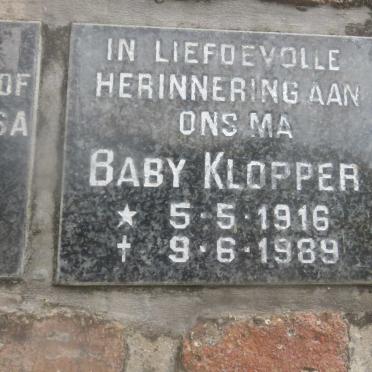 IN LIEFDEVOLLE
HERINNERING AAN
ONS MA
BABY KLOPPER
★ 5-5-1916
✝ 9-6-1989
OF
SA